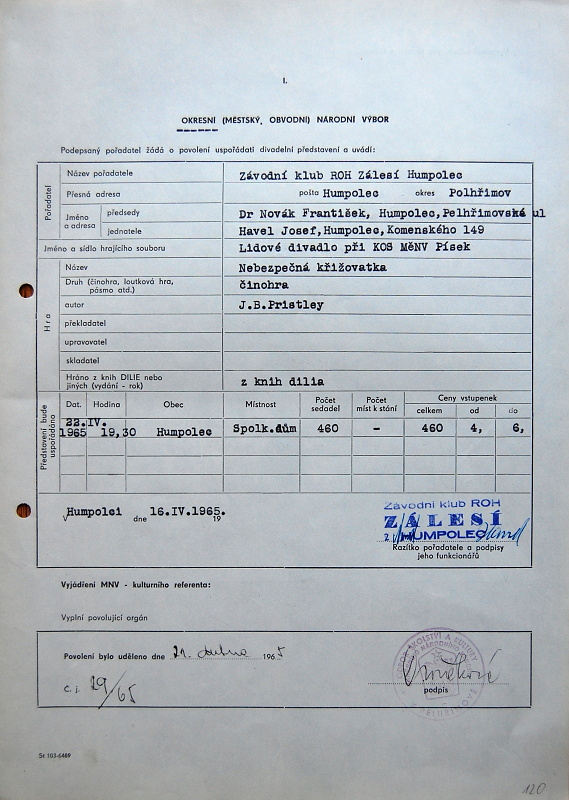 I.
OKRESNÍ (MĚSTSKÝ, OBVODNÍ) NÁRODNÍ VÝBOR
Podepsaný pořadatel žádá o povolení uspořádati divadelní představení a uvádí:
Pořadatel
Název pořadatele Závodní klub ROH Zálesí Humpolec
Přesná adresa pošta Humpolec okres Polhřimov
Jméno a adresa
předsedy Dr Novák František, Humpolec,Pelhřimovská ul
jednatele Havel Josef,Humpolec,Komenského 149
Jméno a sídlo hrajícího souboru Lidové divadlo při KOS MěNV Písek
Hra
Název Nebezpečná křižovatka
Druh (činohra, loutková hra, pásmo atd.) činohra
autor J.B.Pristley
překladatel
upravovatel
skladatel
Hráno z knih DILIE nebo jiných (vydání - rok) z knih dilia
Představení bude uspořádáno
Dat. Hodina Obec Místnost Počet sedadel Počet míst k stání Ceny vstupenek
celkem od do
22.IV.
1965 19,30 Humpolec Spolk.dům 460 - 460 4, 6,
V Humpolci dne 16.IV.1965. 19
Závodní klub ROH
ZÁLESÍ
HUMPOLEC
Razítko pořadatele a podpisy
jeho funkcionářů
Vyjádření MNV - kulturního referenta:
Vyplní povolující orgán
Povolení bylo uděleno dne 21. dubna 1965
Č. j. 29/65
podpis
St 103-6489
120